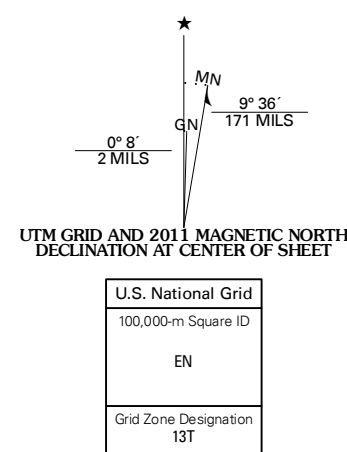 ★
MN
GN
9° 36´
171 MILS
0° 8´
2 MILS
UTM GRID AND 2011 MAGNETIC NORTH
DECLINATION AT CENTER OF SHEET
U.S. National Grid
100,000-m Square ID
EN
Grid Zone Designation
13T